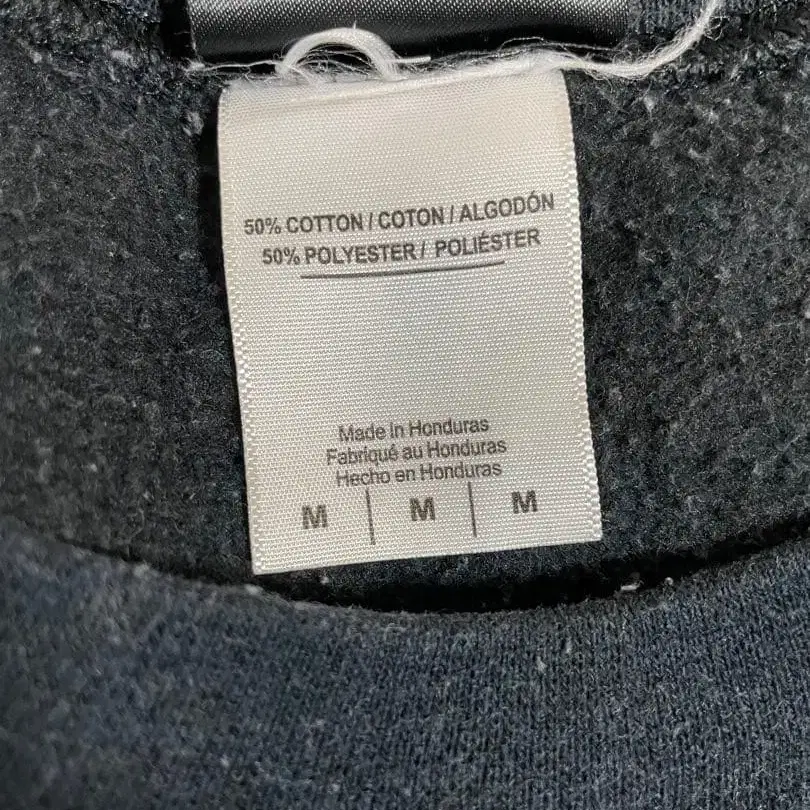 50% COTTON / COTON / ALGODÓN
50% POLYESTER / POLIÉSTER
Made In Honduras
Fabriqué au Honduras
Hecho en Honduras
M | M | M